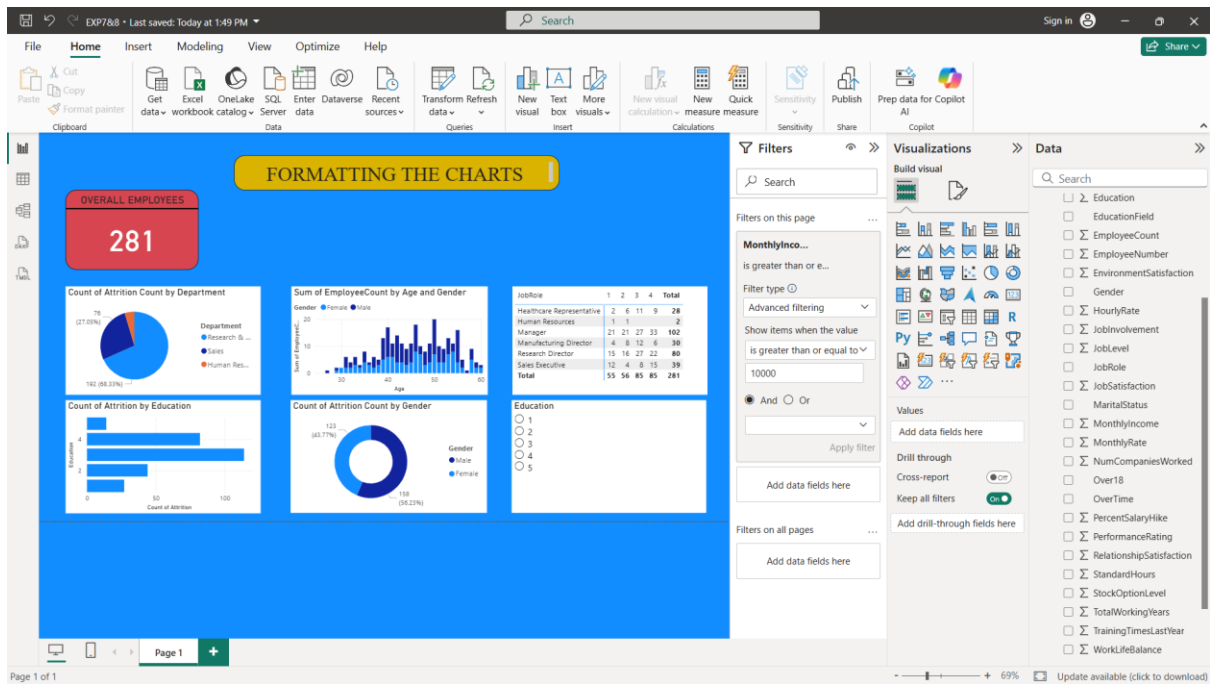 EXP7&8 • Last saved: Today at 1:49 PM
Search
Sign in
File Home Insert Modeling View Optimize Help
Share
Paste
Cut
Copy
Format painter
Clipboard
Get data
Excel workbook
OneLake catalog
SQL Server
Enter data
Dataverse
Recent sources
Data
Transform data
Refresh
Queries
New visual
Text box
More visuals
Insert
New visual calculation
New measure
Quick measure
Calculations
Sensitivity
Sensitivity
Publish
Share
Prep data for AI
Copilot
Copilot
FORMATTING THE CHARTS
OVERALL EMPLOYEES
281
Count of Attrition Count by Department
(27.05%)
192 (68.33%)
Department
Research & ...
Sales
Human Res...
Sum of EmployeeCount by Age and Gender
Gender Female Male
Sum of EmployeeC...
20
10
0
30 40 50 60
Age
JobRole 1 2 3 4 Total
Healthcare Representative 2 6 11 9 28
Human Resources 1 1 2
Manager 21 21 27 33 102
Manufacturing Director 4 8 12 6 30
Research Director 15 16 27 22 80
Sales Executive 12 4 8 15 39
Total 55 56 85 85 281
Count of Attrition by Education
Education
4
2
0 50 100
Count of Attrition
Count of Attrition Count by Gender
123
(43.77%)
158
(56.23%)
Gender
Male
Female
Education
1
2
3
4
5
Filters
Search
Filters on this page ...
MonthlyInco...
is greater than or e...
Filter type
Advanced filtering
Show items when the value
is greater than or equal to
10000
And Or
Apply filter
Add data fields here
Filters on all pages ...
Add data fields here
Visualizations
Build visual
123
R
Py
...
Values
Add data fields here
Drill through
Cross-report Off
Keep all filters On
Add drill-through fields here
Data
Search
Education
EducationField
EmployeeCount
EmployeeNumber
EnvironmentSatisfaction
Gender
HourlyRate
JobInvolvement
JobLevel
JobRole
JobSatisfaction
MaritalStatus
MonthlyIncome
MonthlyRate
NumCompaniesWorked
Over18
OverTime
PercentSalaryHike
PerformanceRating
RelationshipSatisfaction
StandardHours
StockOptionLevel
TotalWorkingYears
TrainingTimesLastYear
WorkLifeBalance
Page 1
Page 1 of 1
- + 69%
Update available (click to download)